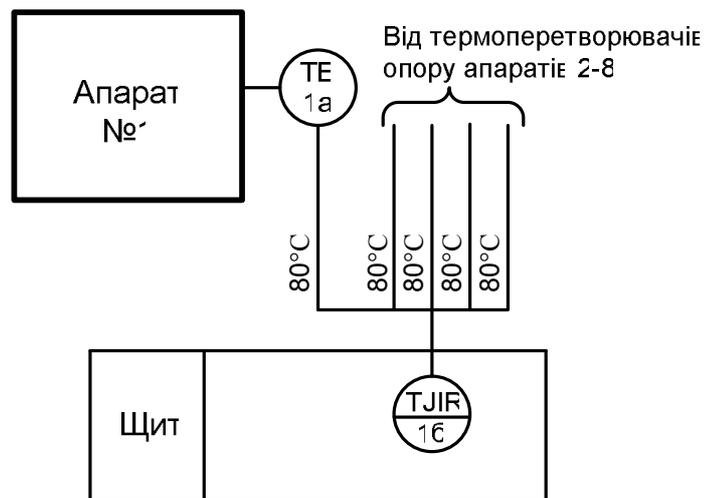 Від термоперетворювачів
опору апаратів 2-8
Апарат
№1
TE
1а
80°C
80°C
80°C
80°C
80°C
Щит
TJIR
1б